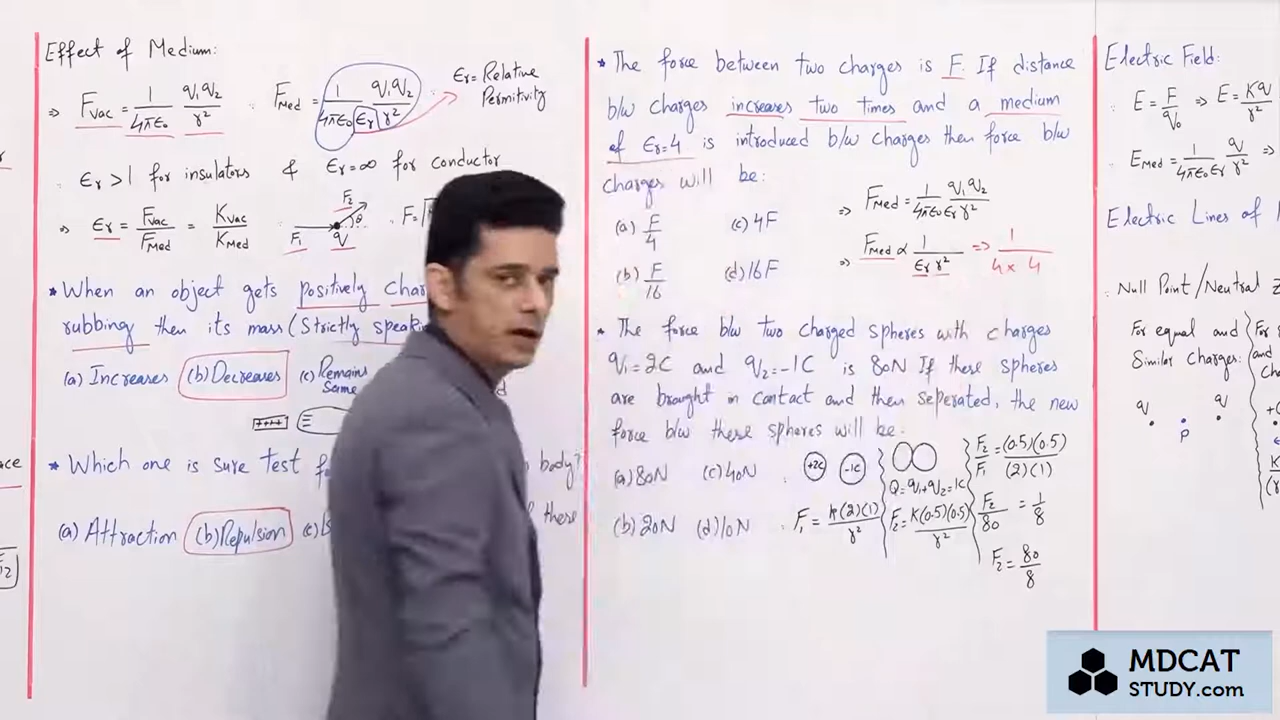 Effect of Medium:
⇒ Fvac = 1/4πε₀ q₁q₂/r² ∵ FMed = 1/4πε₀εr q₁q₂/r²
εr = Relative
Permitivity
∵ εr >1 for insulators & εr=∞ for conductor
⇒ εr = Fvac/FMed = Kvac/KMed
F₁ q F₂ θ
* When an object gets positively Char
rubbing then its mass (Strictly speaki
(a) Increases (b) Decreases (c) Remains
Same
* Which one is sure test body?
(a) Attraction (b) Repulsion these
* The force between two charges is F. If distance
b/w charges increases two times and a medium
of εr=4 is introduced b/w charges then force b/w
charges will be:
(a) F/4 (c) 4F
(b) F/16 (d) 16F
⇒ FMed = 1/4πε₀εr q₁q₂/r²
⇒ FMed ∝ 1/εr r² ⇒ 1/4×4
* The force b/w two charged spheres with charges
q₁=2C and q₂=-1C is 80N If these spheres
are brought in contact and then seperated, the new
force b/w these spheres will be:
(a) 80N (c) 40N
(b) 20N (d) 10N
+2C -1C
∴ F₁ = K(2)(1)/r²
Q=q₁+q₂=1C
F₂=K(0.5)(0.5)/r²
F₂/F₁ = (0.5)(0.5)/(2)(1)
F₂/80 = 1/8
F₂ = 80/8
Electric Field:
E = F/q₀ ⇒ E = Kq/r²
EMed = 1/4πε₀εr q/r² ⇒
Electric Lines of
∵ Null Point/Neutral
For equal and
Similar charges:
q q
P
MDCAT
STUDY.com